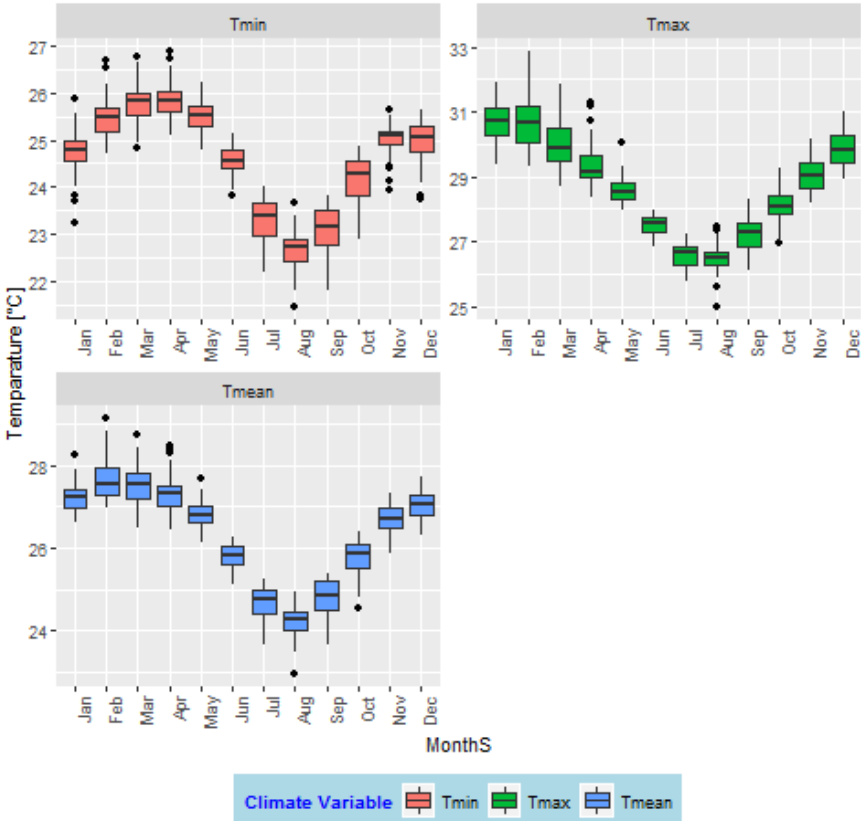 Tmin
27
26
25
24
23
22
Jan Feb Mar Apr May Jun Jul Aug Sep Oct Nov Dec
Tmax
33
31
29
27
25
Jan Feb Mar Apr May Jun Jul Aug Sep Oct Nov Dec
Temparature [°C]
Tmean
28
26
24
Jan Feb Mar Apr May Jun Jul Aug Sep Oct Nov Dec
MonthS
Climate Variable Tmin Tmax Tmean